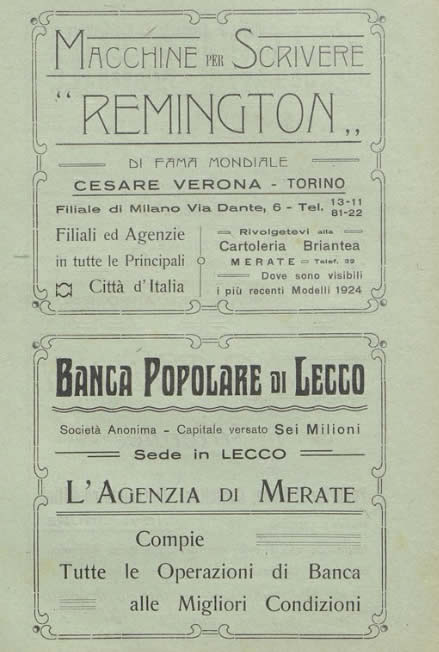 MACCHINE PER SCRIVERE
“REMINGTON„
DI FAMA MONDIALE
CESARE VERONA - TORINO
Filiale di Milano Via Dante, 6 - Tel. 13-11
81-22
Filiali ed Agenzie
in tutte le Principali
Città d'Italia
Rivolgetevi alla
Cartoleria Briantea
MERATE - Telef. 39
Dove sono visibili
i più recenti Modelli 1924
BANCA POPOLARE DI LECCO
Società Anonima - Capitale versato Sei Milioni
Sede in LECCO
L'AGENZIA DI MERATE
Compie
Tutte le Operazioni di Banca
alle Migliori Condizioni